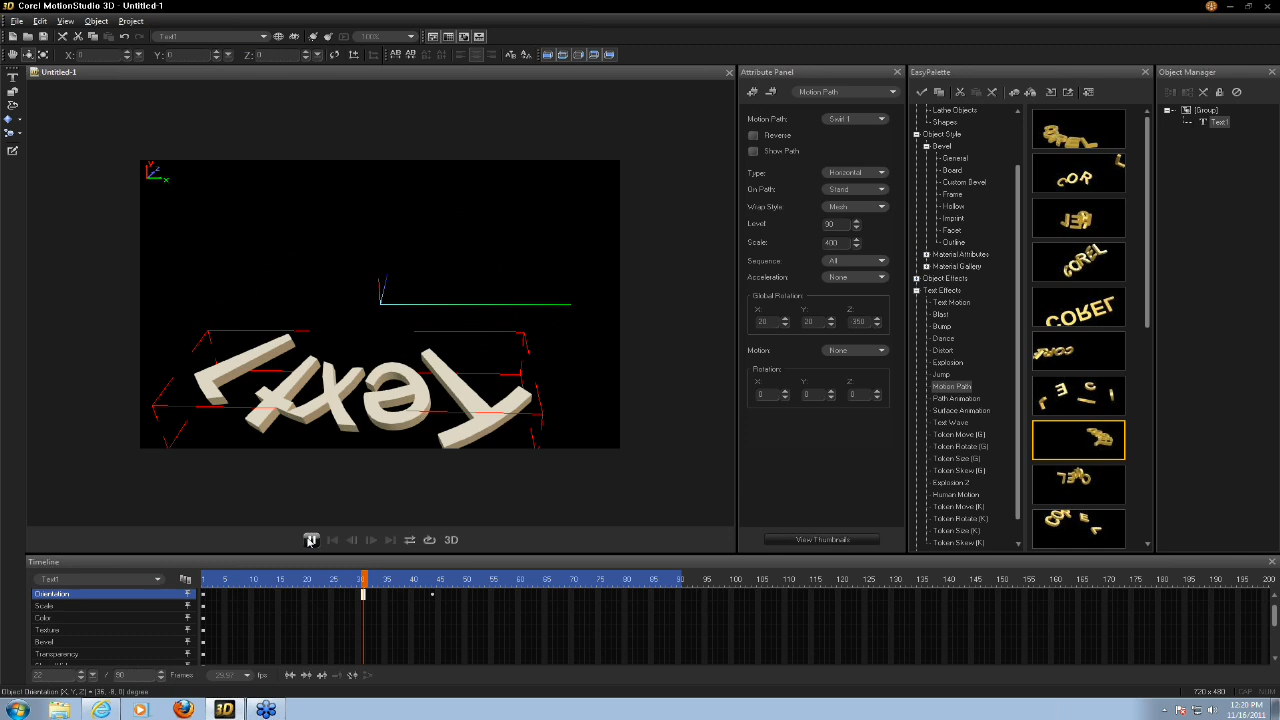 Corel MotionStudio 3D - Untitled-1
File Edit View Object Project
Text1 100%
X: 0 Y: 0 Z: 0
Untitled-1
Attribute Panel
Motion Path
Motion Path: Swirl 1
Reverse
Show Path
Type: Horizontal
On Path: Stand
Wrap Style: Mesh
Level: 90
Scale: 400
Sequence: All
Acceleration: None
Global Rotation:
X: Y: Z:
20 20 350
Motion: None
Rotation:
X Y Z
0 0 0
View Thumbnails
EasyPalette
Lathe Objects
Shapes
Object Style
Bevel
General
Board
Custom Bevel
Frame
Hollow
Imprint
Facet
Outline
Material Attributes
Material Gallery
Object Effects
Text Effects
Text Motion
Blast
Bump
Dance
Distort
Explosion
Jump
Motion Path
Path Animation
Surface Animation
Text Wave
Token Move (G)
Token Rotate (G)
Token Size (G)
Token Skew (G)
Explosion 2
Human Motion
Token Move (K)
Token Rotate (K)
Token Size (K)
Token Skew (K)
COREL
Object Manager
[Group]
Text1
Y
X
Text1
3D
Timeline
Text1
1 5 10 15 20 25 30 35 40 45 50 55 60 65 70 75 80 85 90 95 100 105 110 115 120 125 130 135 140 145 150 155 160 165 170 175 180 185 190 195 200
Orientation
Scale
Color
Texture
Bevel
Transparency
22 / 90 Frames 29.97 fps
Object Orientation (X, Y, Z) = (36, -8, 0) degree
720 x 480 CAP NUM
3D
12:20 PM
11/16/2011